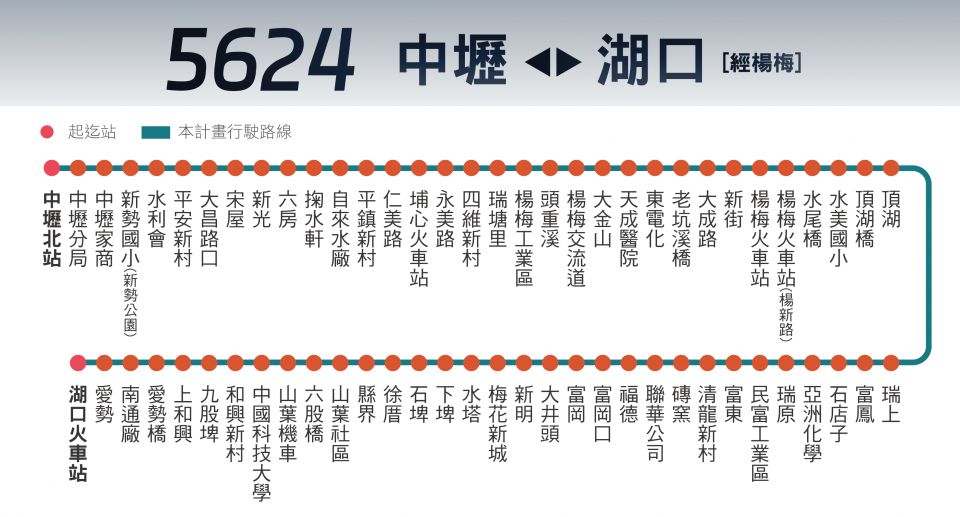 5624 中壢 ◀▶ 湖口 [經楊梅]
起迄站
本計畫行駛路線
中壢北站
中壢分局
中壢家商
新勢國小(新勢公園)
水利會
平安新村
大昌路口
宋屋
新光
六房
掬水軒
自來水廠
平鎮新村
仁美路
埔心火車站
永美路
四維新村
瑞塘里
楊梅工業區
頭重溪
楊梅交流道
大金山
天成醫院
東電化
老坑溪橋
大成路
新街
楊梅火車站
楊梅火車站(楊新路)
水尾橋
水美國小
頂湖橋
頂湖
湖口火車站
愛勢
南通廠
愛勢橋
上和興
九股埤
和興新村
中國科技大學
山葉機車
六股橋
山葉社區
縣界
徐厝
石埤
下埤
水塔
梅花新城
新明
大井頭
富岡
富岡口
福德
聯華公司
磚窯
清龍新村
富東
民富工業區
瑞原
亞洲化學
石店子
富鳳
瑞上